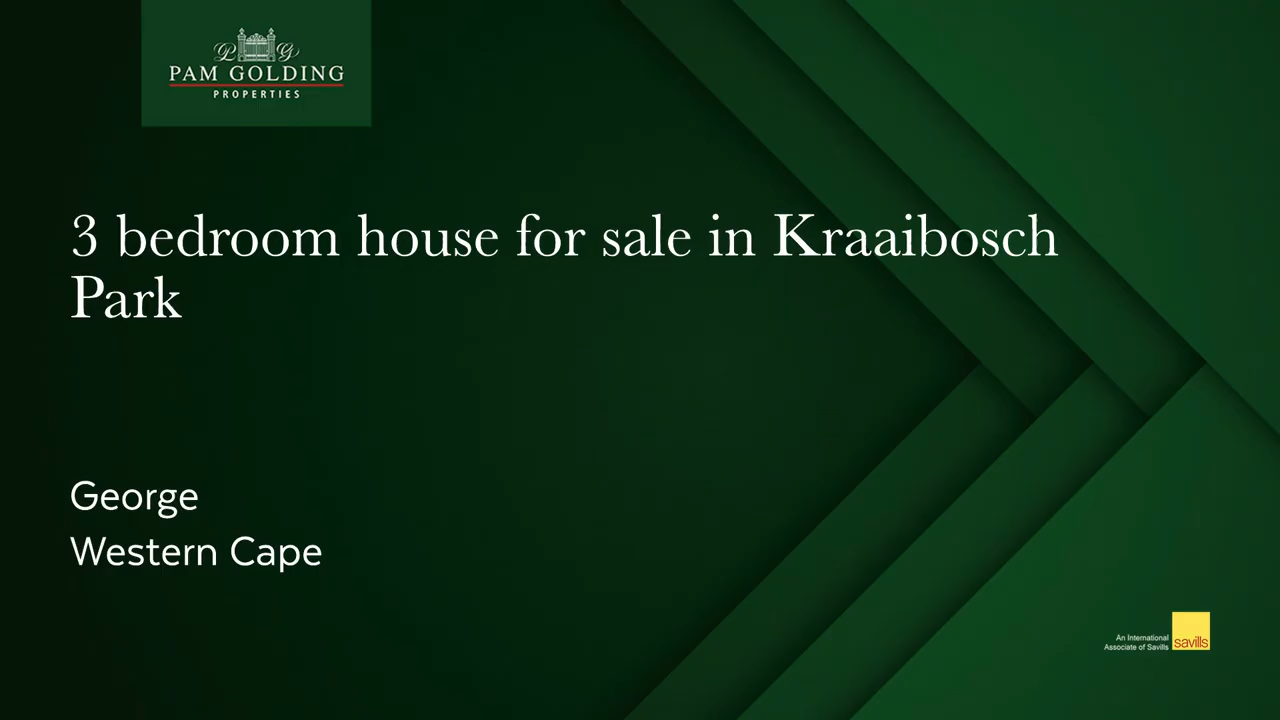 P G
PAM GOLDING
PROPERTIES
3 bedroom house for sale in Kraaibosch
Park
George
Western Cape
An International
Associate of Savills
savills